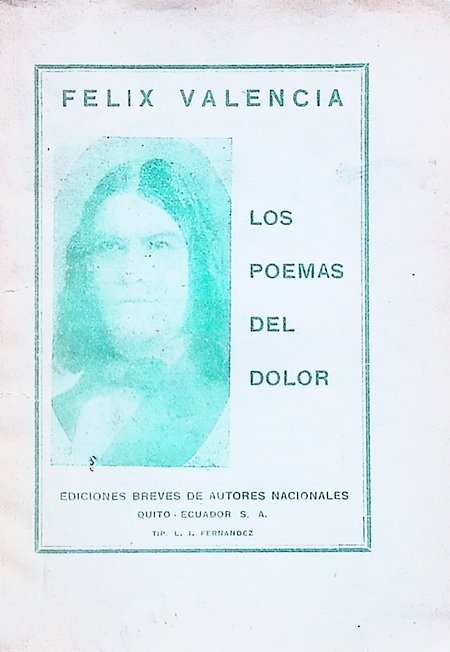 FELIX VALENCIA
LOS
POEMAS
DEL
DOLOR
EDICIONES BREVES DE AUTORES NACIONALES
QUITO - ECUADOR S. A.
TIP. L. I. FERNANDEZ